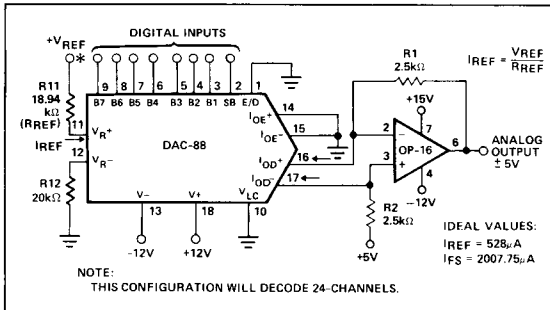 DIGITAL INPUTS
+VREF *
9 8 7 6 5 4 3 2 1
B7 B6 B5 B4 B3 B2 B1 SB E/D
R11
18.94
kΩ
(RREF)
IREF
11
VR+
12
VR−
R12
20kΩ
DAC-88
IOE+
14
IOE−
15
IOD+
16
IOD−
17
V−
V+
VLC
13
18
10
−12V
+12V
R1
2.5kΩ
IREF = VREF
RREF
+15V
7
2
−
OP-16
3
+
6
4
−12V
ANALOG
OUTPUT
±5V
R2
2.5kΩ
+5V
IDEAL VALUES:
IREF = 528µA
IFS = 2007.75µA
NOTE:
THIS CONFIGURATION WILL DECODE 24-CHANNELS.